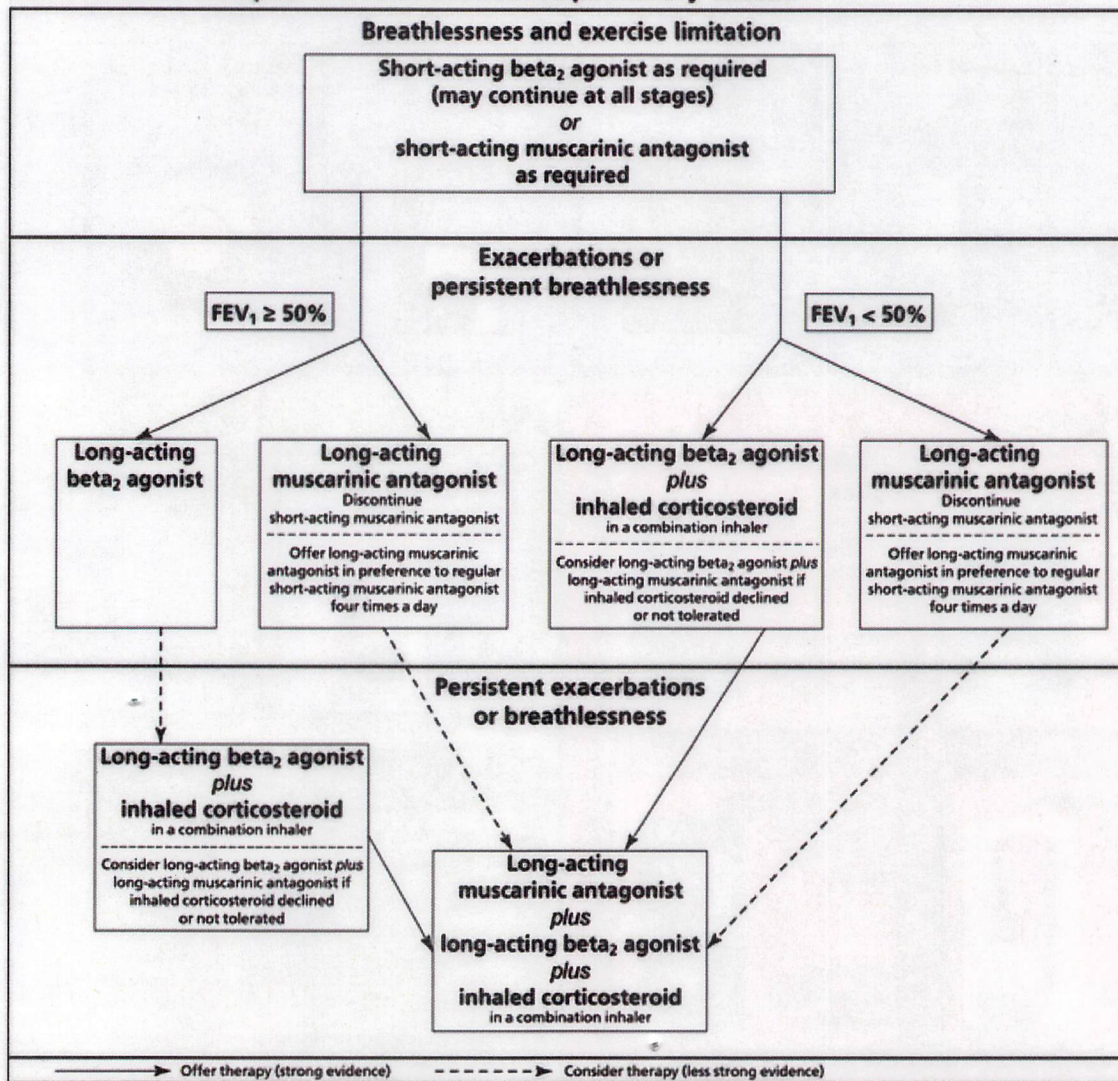 Breathlessness and exercise limitation
Short-acting beta₂ agonist as required
(may continue at all stages)
or
short-acting muscarinic antagonist
as required
Exacerbations or
persistent breathlessness
FEV₁ ≥ 50%
FEV₁ < 50%
Long-acting
beta₂ agonist
Long-acting
muscarinic antagonist
Discontinue
short-acting muscarinic antagonist
Offer long-acting muscarinic
antagonist in preference to regular
short-acting muscarinic antagonist
four times a day
Long-acting beta₂ agonist
plus
inhaled corticosteroid
in a combination inhaler
Consider long-acting beta₂ agonist plus
long-acting muscarinic antagonist if
inhaled corticosteroid declined
or not tolerated
Long-acting
muscarinic antagonist
Discontinue
short-acting muscarinic antagonist
Offer long-acting muscarinic
antagonist in preference to regular
short-acting muscarinic antagonist
four times a day
Persistent exacerbations
or breathlessness
Long-acting beta₂ agonist
plus
inhaled corticosteroid
in a combination inhaler
Consider long-acting beta₂ agonist plus
long-acting muscarinic antagonist if
inhaled corticosteroid declined
or not tolerated
Long-acting
muscarinic antagonist
plus
long-acting beta₂ agonist
plus
inhaled corticosteroid
in a combination inhaler
Offer therapy (strong evidence)
Consider therapy (less strong evidence)